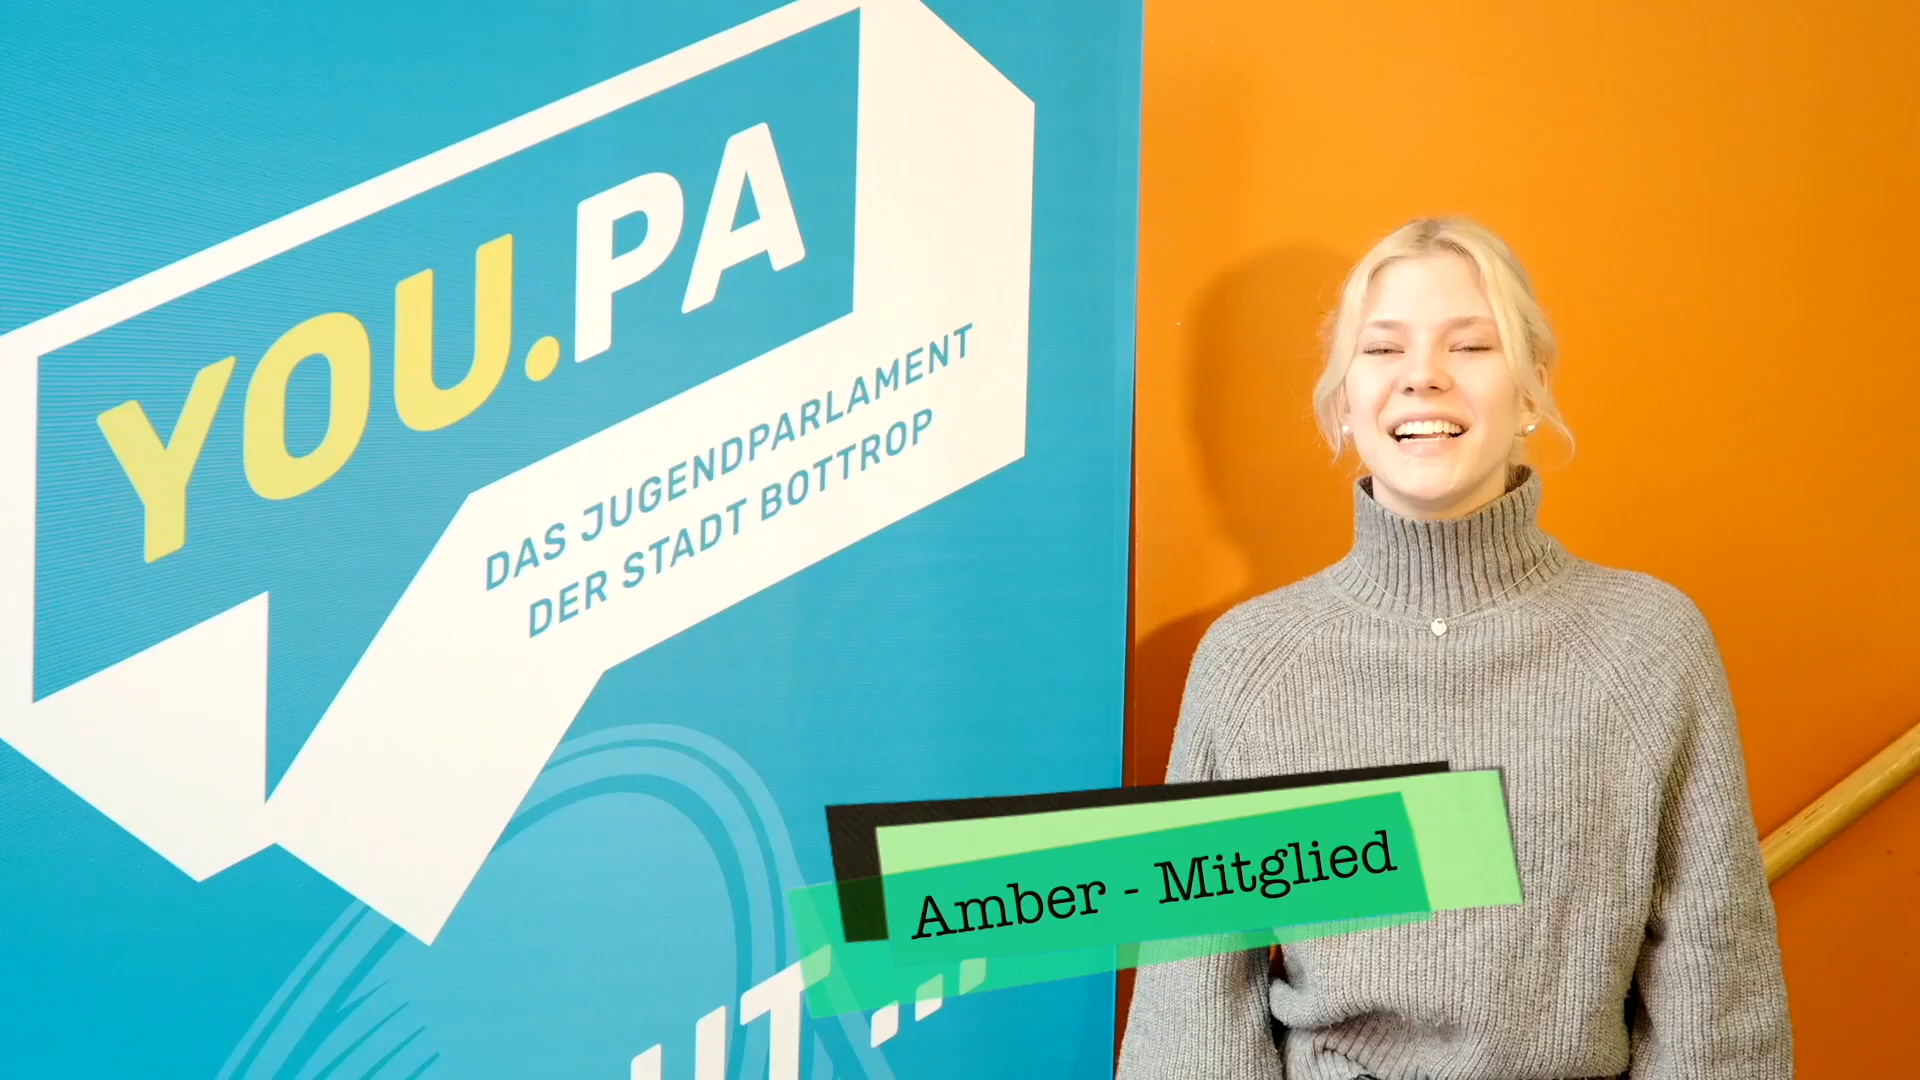 YOU.PA
DAS JUGENDPARLAMENT
DER STADT BOTTROP
Amber - Mitglied